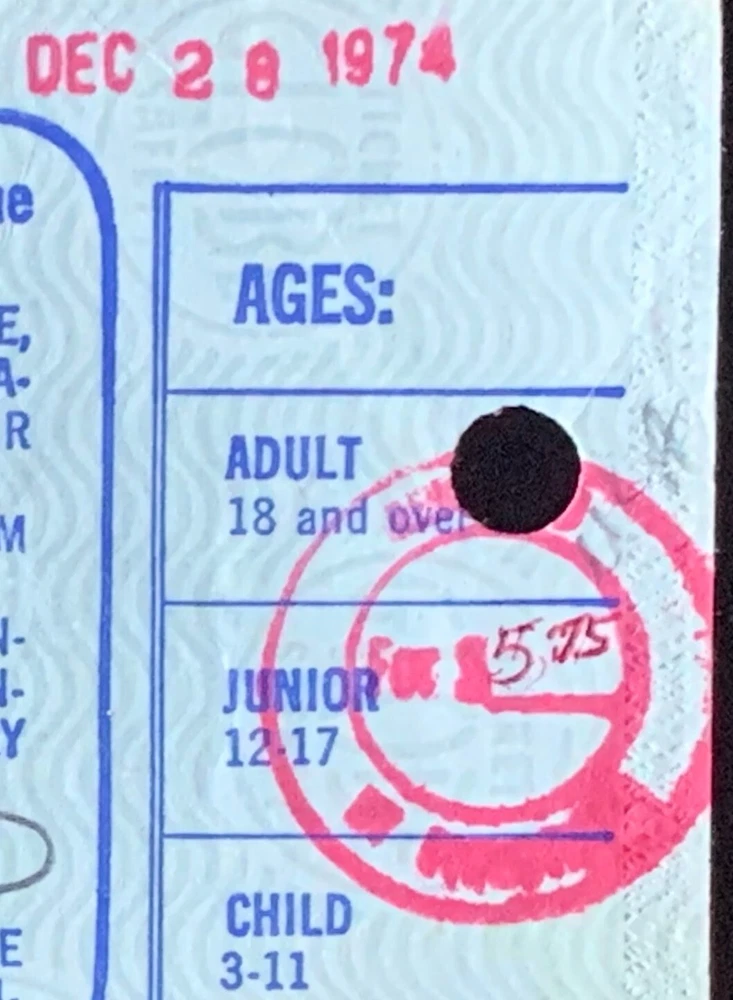 DEC 28 1974
AGES:
ADULT
18 and over
JUNIOR
12-17
5.75
CHILD
3-11
E,
A-
R
M
N-
Y
E